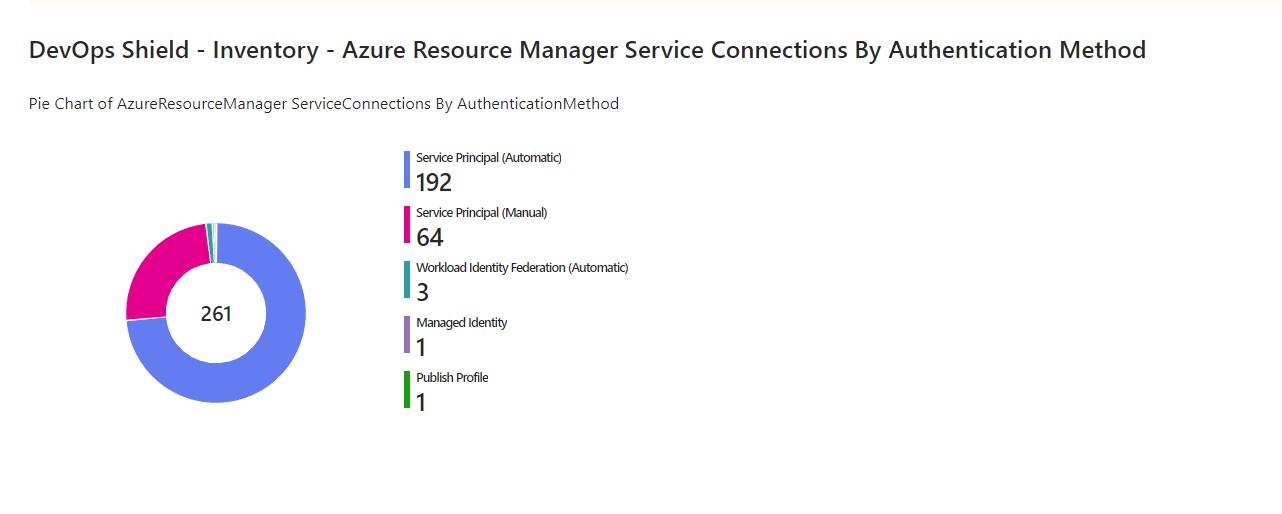 DevOps Shield - Inventory - Azure Resource Manager Service Connections By Authentication Method
Pie Chart of AzureResourceManager ServiceConnections By AuthenticationMethod
261
Service Principal (Automatic)
192
Service Principal (Manual)
64
Workload Identity Federation (Automatic)
3
Managed Identity
1
Publish Profile
1